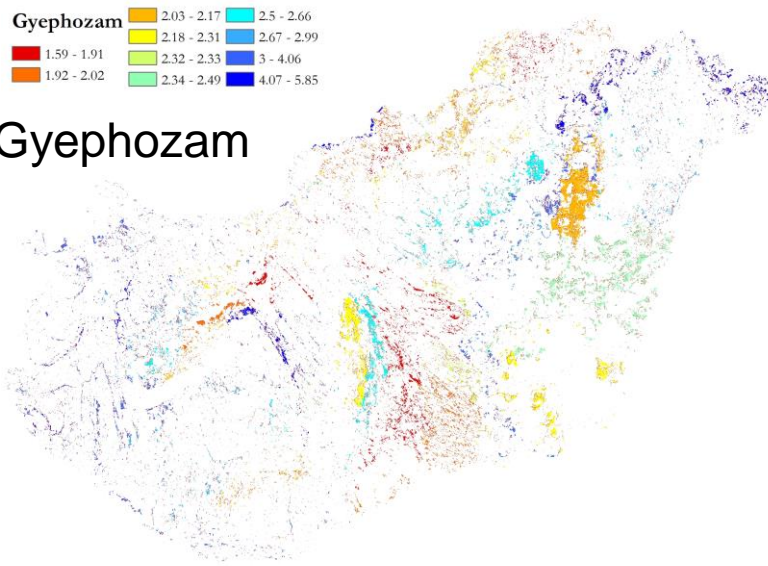 Gyephozam
1.59 - 1.91
1.92 - 2.02
2.03 - 2.17
2.18 - 2.31
2.32 - 2.33
2.34 - 2.49
2.5 - 2.66
2.67 - 2.99
3 - 4.06
4.07 - 5.85
Gyephozam